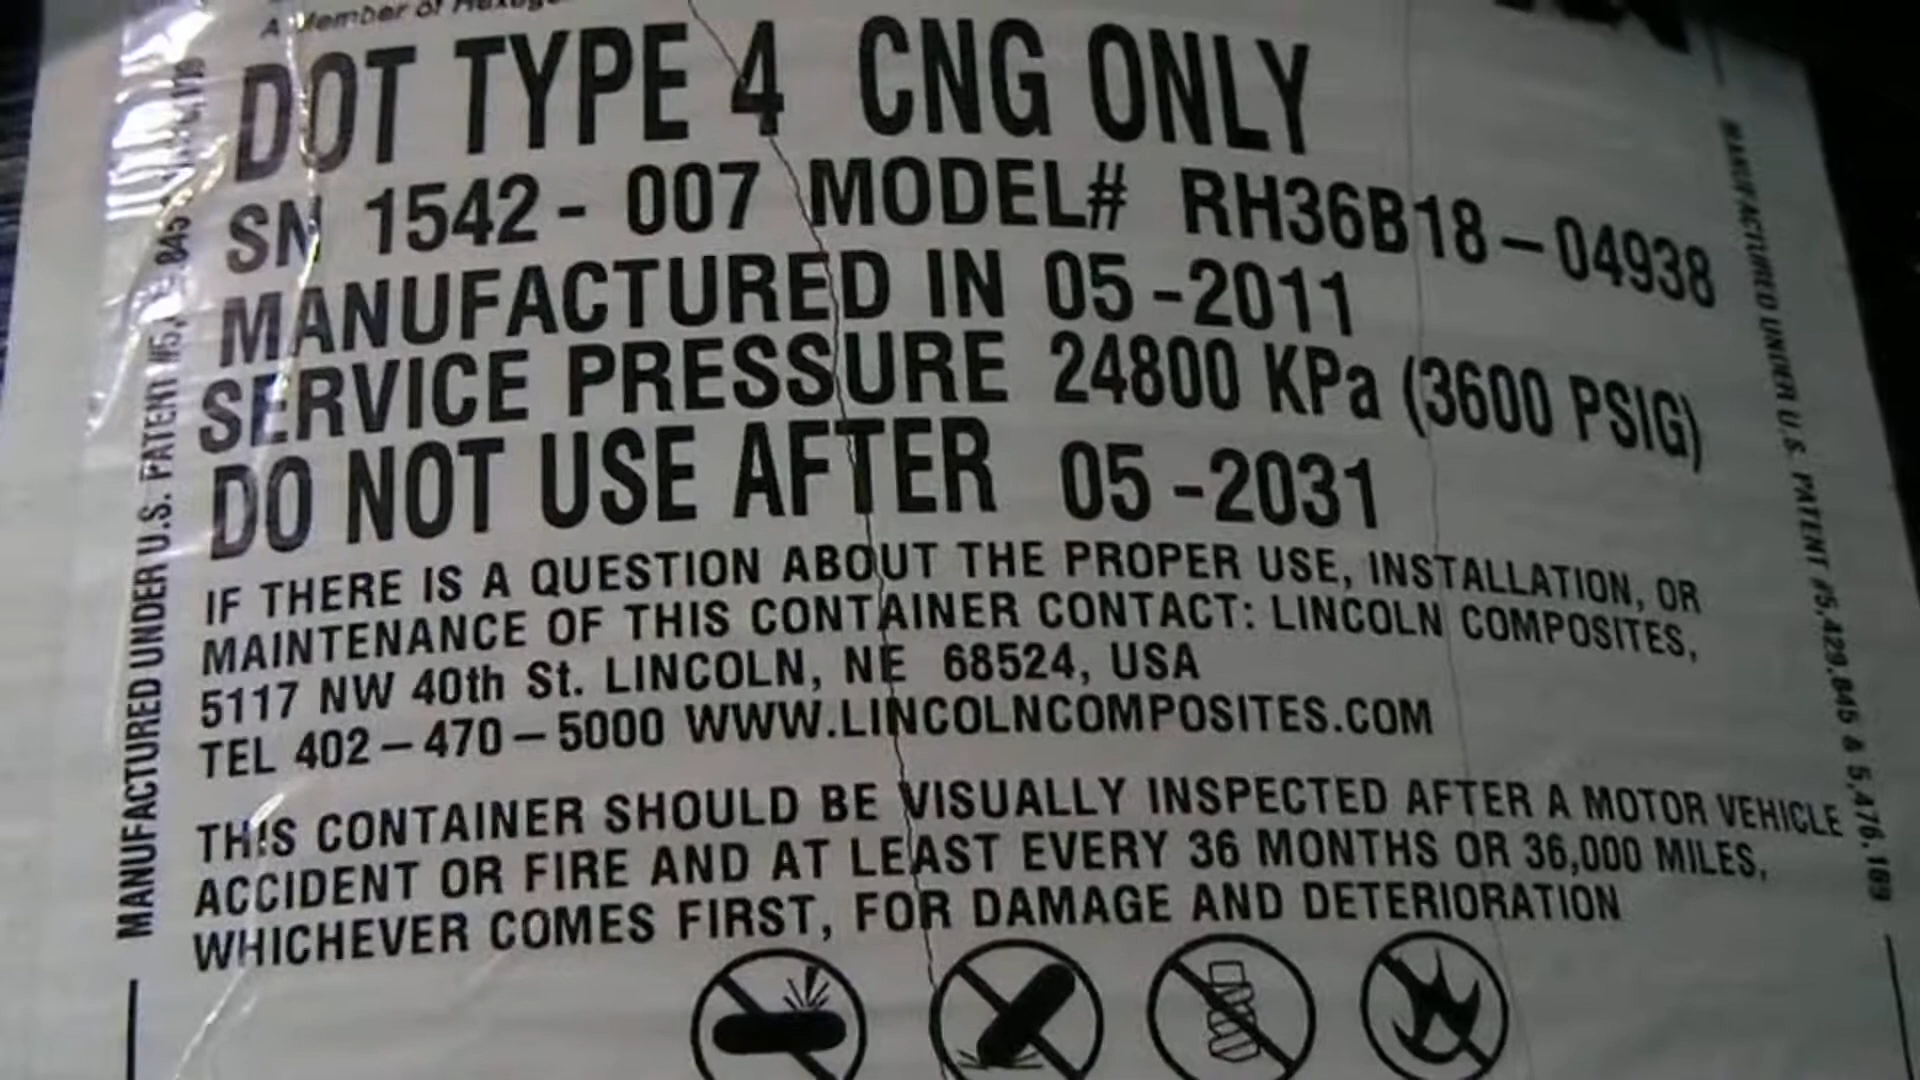 A Member of
DOT TYPE 4 CNG ONLY
SN 1542 - 007 MODEL# RH36B18 - 04938
MANUFACTURED IN 05 - 2011
SERVICE PRESSURE 24800 KPa (3600 PSIG)
DO NOT USE AFTER 05 - 2031
IF THERE IS A QUESTION ABOUT THE PROPER USE, INSTALLATION, OR
MAINTENANCE OF THIS CONTAINER CONTACT: LINCOLN COMPOSITES,
5117 NW 40th St. LINCOLN, NE 68524, USA
TEL 402 - 470 - 5000 WWW.LINCOLNCOMPOSITES.COM
THIS CONTAINER SHOULD BE VISUALLY INSPECTED AFTER A MOTOR VEHICLE
ACCIDENT OR FIRE AND AT LEAST EVERY 36 MONTHS OR 36,000 MILES,
WHICHEVER COMES FIRST, FOR DAMAGE AND DETERIORATION
MANUFACTURED UNDER U.S. PATENT
MANUFACTURED UNDER U.S. PATENT #5,429,845 & 5,476,189